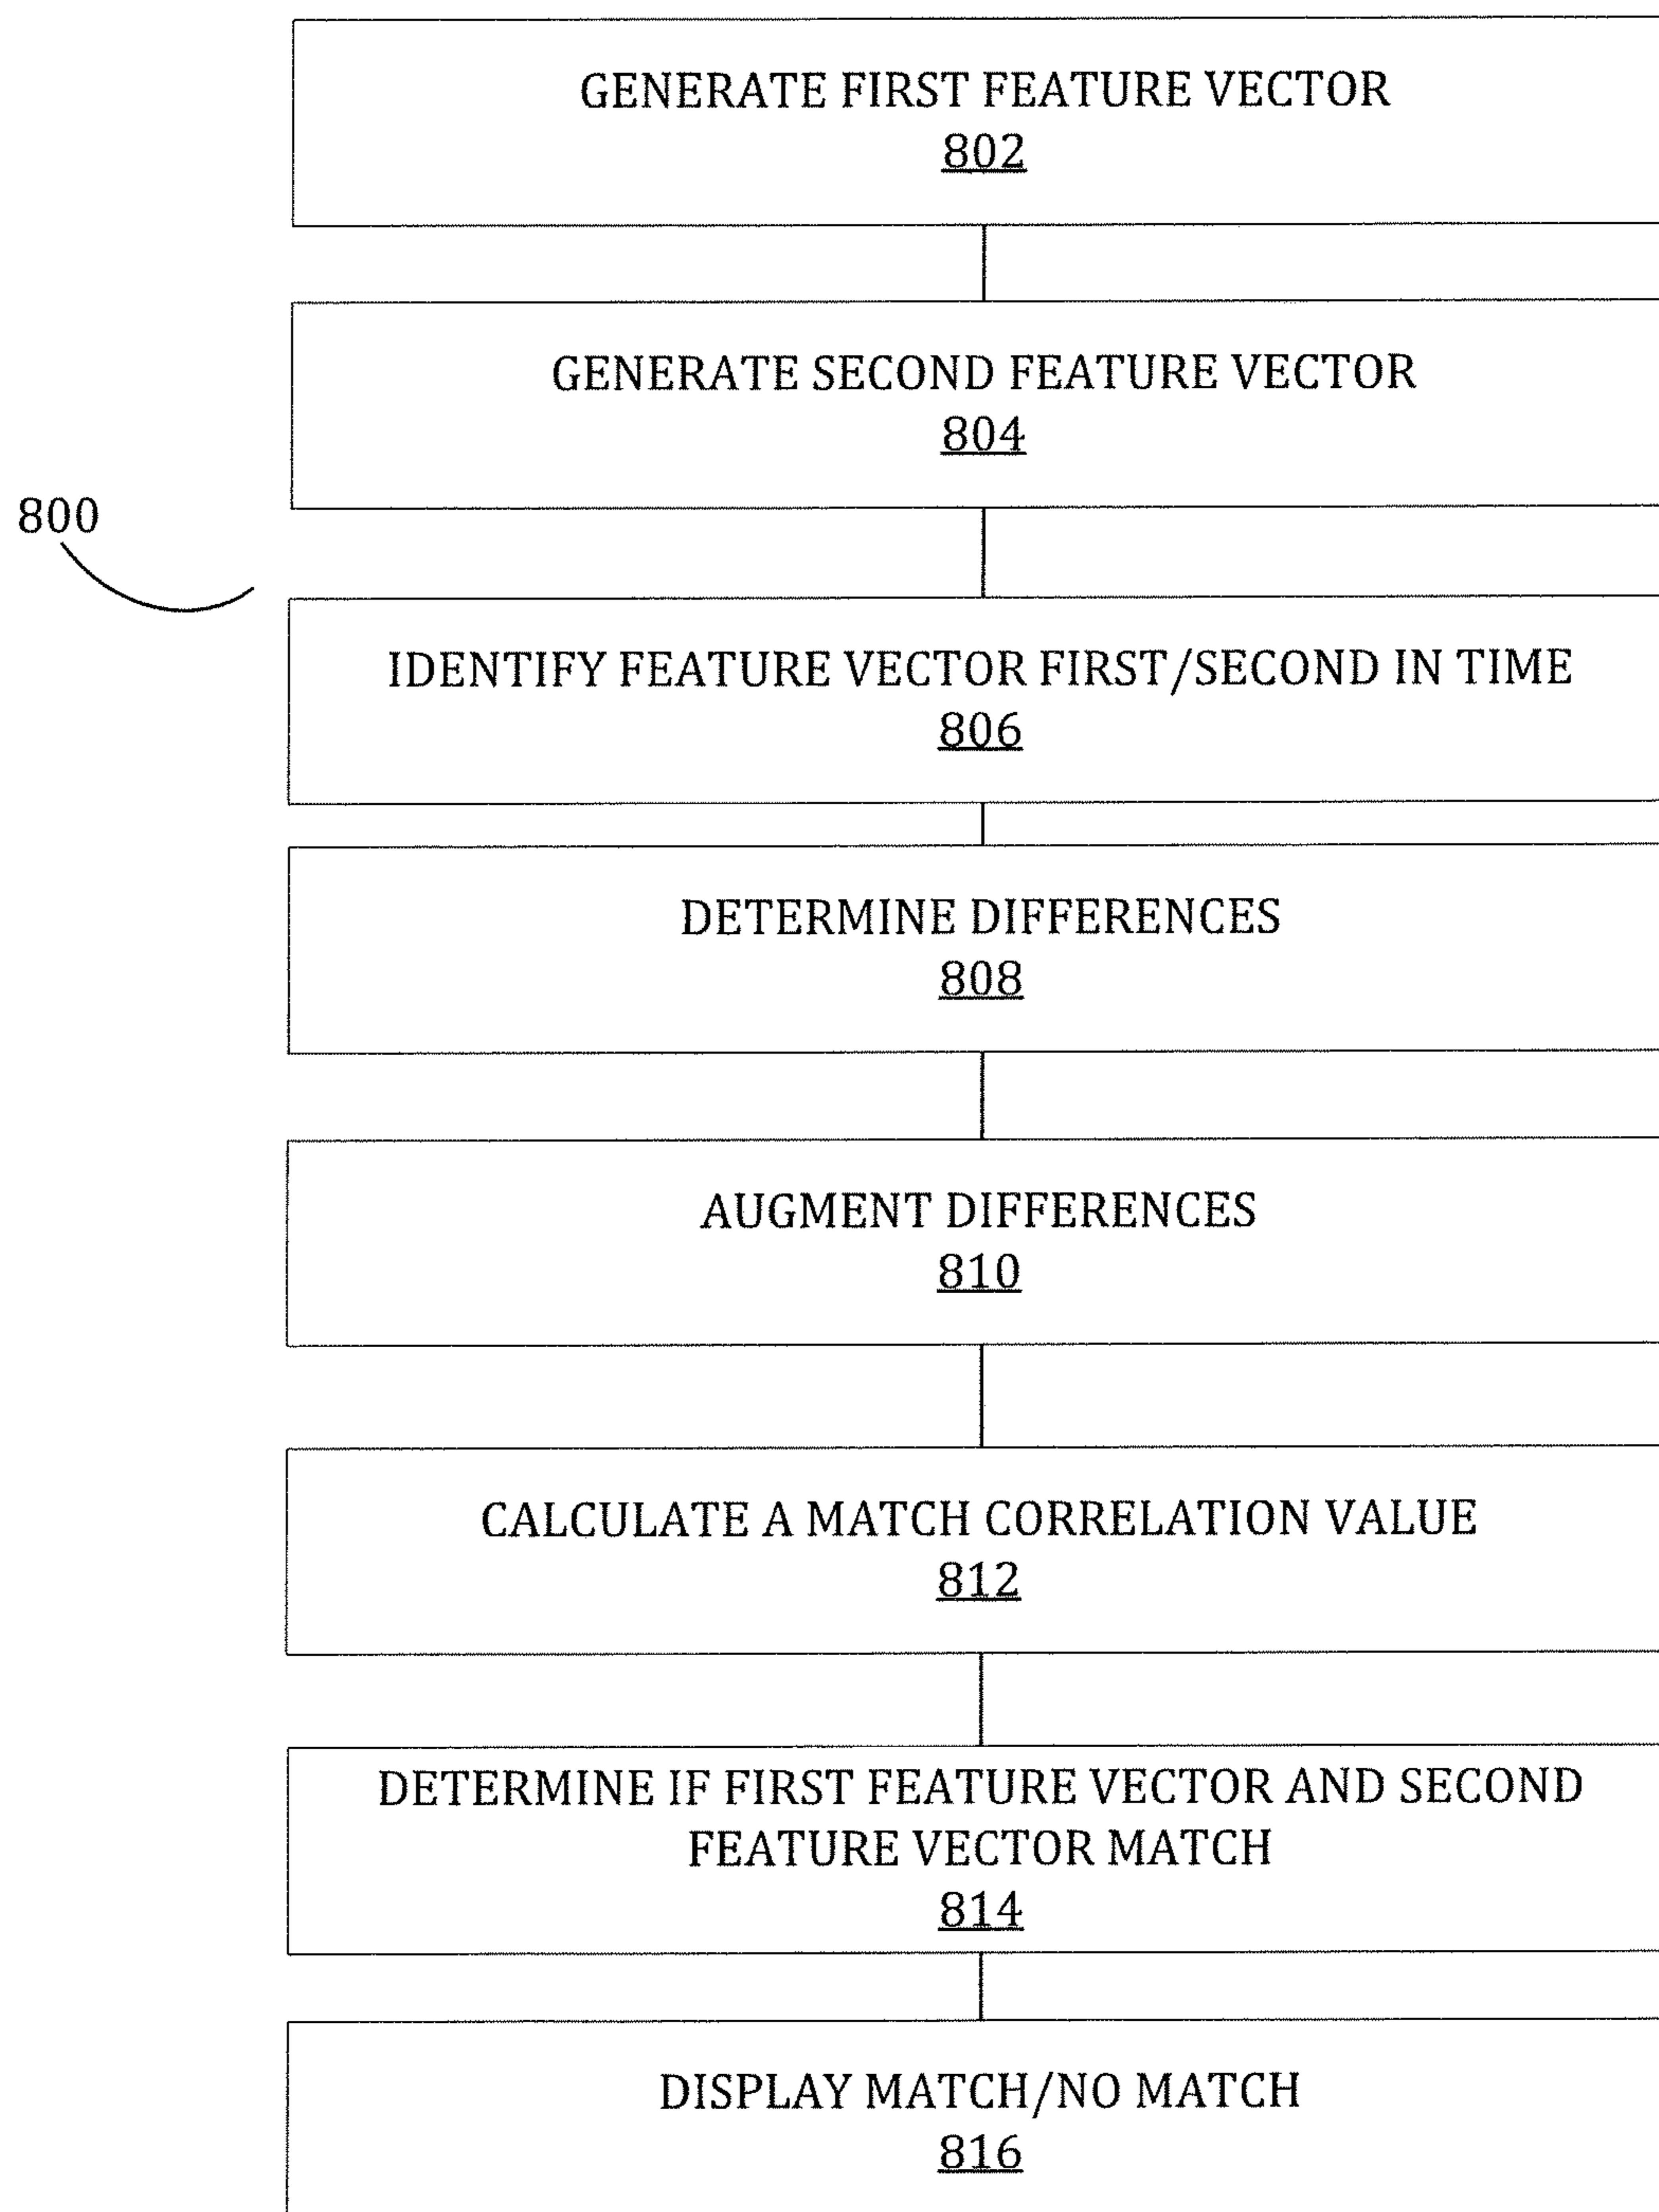 GENERATE FIRST FEATURE VECTOR
802
GENERATE SECOND FEATURE VECTOR
804
800
IDENTIFY FEATURE VECTOR FIRST/SECOND IN TIME
806
DETERMINE DIFFERENCES
808
AUGMENT DIFFERENCES
810
CALCULATE A MATCH CORRELATION VALUE
812
DETERMINE IF FIRST FEATURE VECTOR AND SECOND
FEATURE VECTOR MATCH
814
DISPLAY MATCH/NO MATCH
816